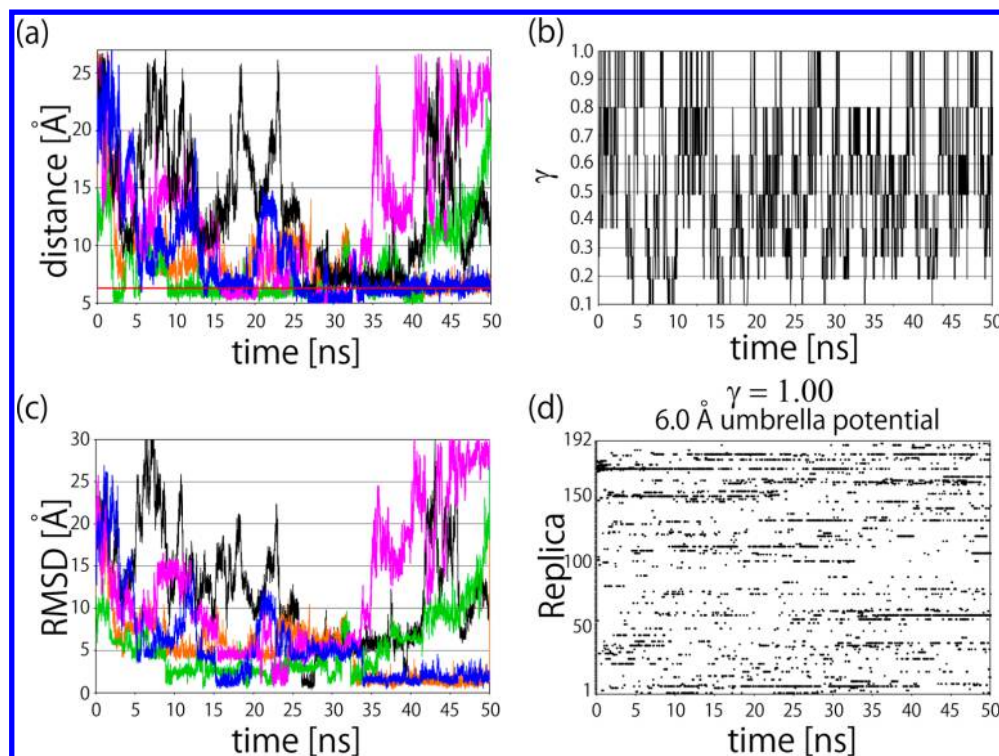 (a)
distance [Å]
25
20
15
10
5
0 5 10 15 20 25 30 35 40 45 50
time [ns]
(b)
γ
1.0
0.9
0.8
0.7
0.6
0.5
0.4
0.3
0.2
0.1
0 5 10 15 20 25 30 35 40 45 50
time [ns]
(c)
RMSD [Å]
30
25
20
15
10
5
0
0 5 10 15 20 25 30 35 40 45 50
time [ns]
γ = 1.00
(d) 6.0 Å umbrella potential
Replica
192
150
100
50
1
0 5 10 15 20 25 30 35 40 45 50
time [ns]